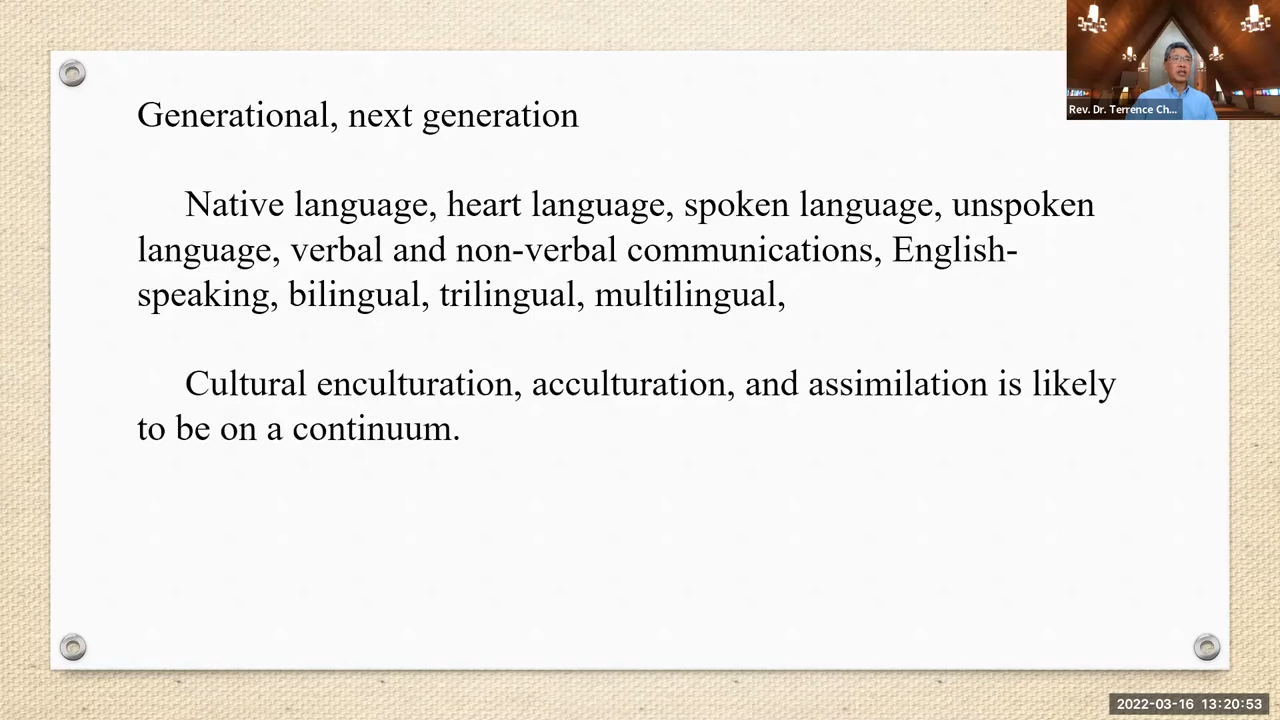 Generational, next generation
Native language, heart language, spoken language, unspoken
language, verbal and non-verbal communications, English-
speaking, bilingual, trilingual, multilingual,
Cultural enculturation, acculturation, and assimilation is likely
to be on a continuum.
Rev. Dr. Terrence Ch...
2022-03-16 13:20:53